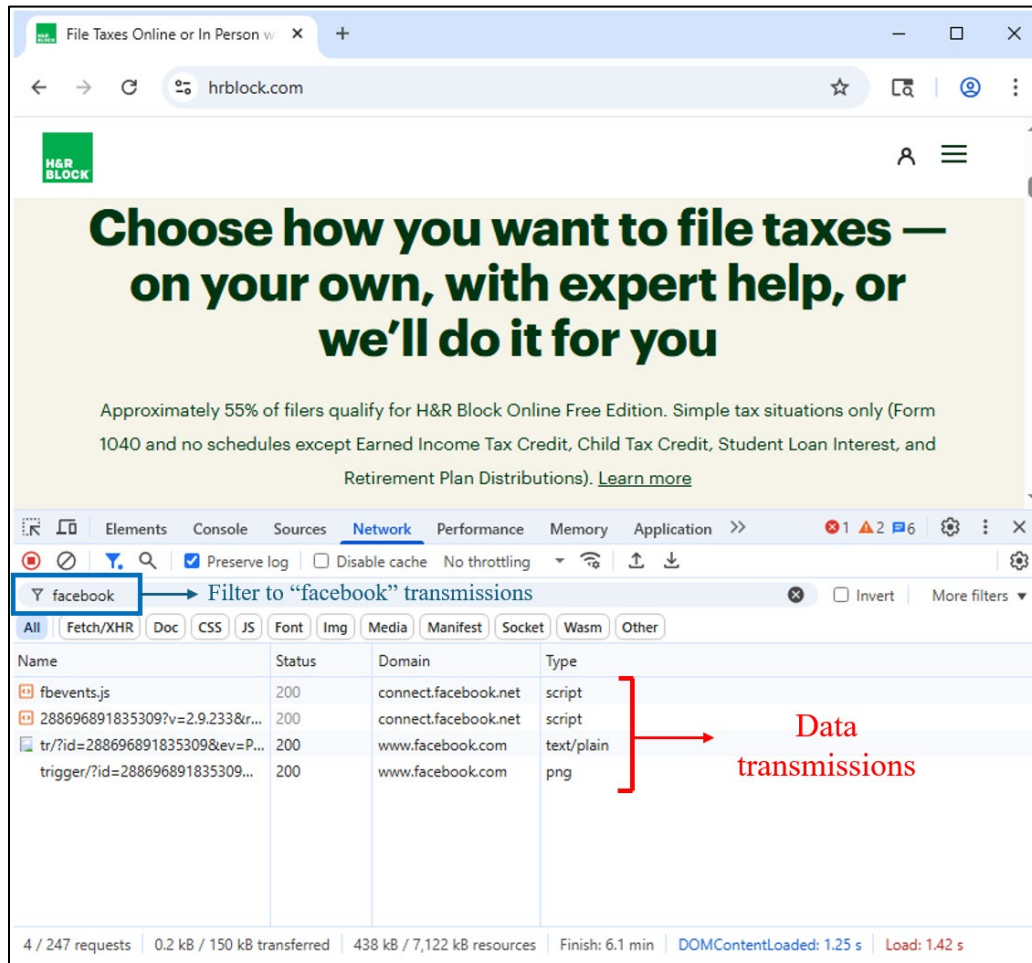 H&R BLOCK File Taxes Online or In Person w
hrblock.com
H&R
BLOCK
Choose how you want to file taxes —
on your own, with expert help, or
we'll do it for you
Approximately 55% of filers qualify for H&R Block Online Free Edition. Simple tax situations only (Form
1040 and no schedules except Earned Income Tax Credit, Child Tax Credit, Student Loan Interest, and
Retirement Plan Distributions). Learn more
Elements Console Sources Network Performance Memory Application 1 2 6
Preserve log Disable cache No throttling
facebook Filter to “facebook” transmissions Invert More filters
All Fetch/XHR Doc CSS JS Font Img Media Manifest Socket Wasm Other
Name Status Domain Type
fbevents.js 200 connect.facebook.net script
288696891835309?v=2.9.233&r... 200 connect.facebook.net script
tr/?id=288696891835309&ev=P... 200 www.facebook.com text/plain
trigger/?id=288696891835309... 200 www.facebook.com png
Data
transmissions
4 / 247 requests 0.2 kB / 150 kB transferred 438 kB / 7,122 kB resources Finish: 6.1 min DOMContentLoaded: 1.25 s Load: 1.42 s